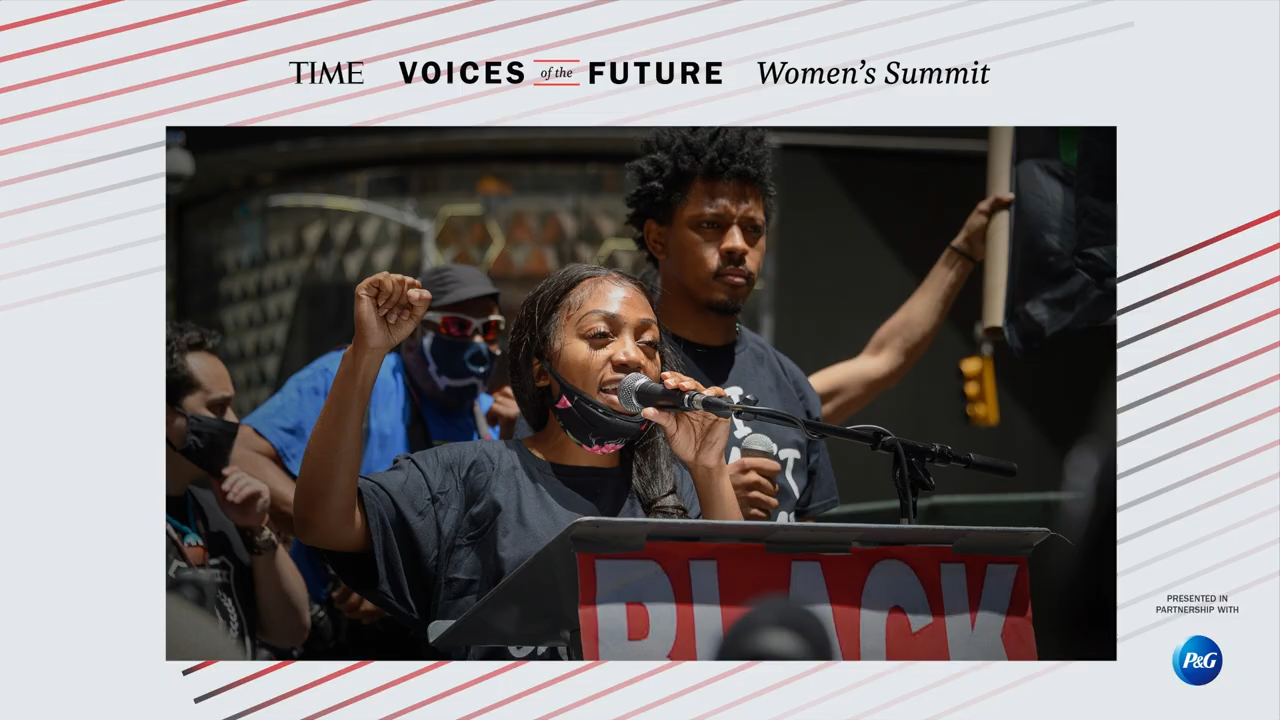 TIME VOICES of the FUTURE Women's Summit
BLACK
PRESENTED IN
PARTNERSHIP WITH
P&G